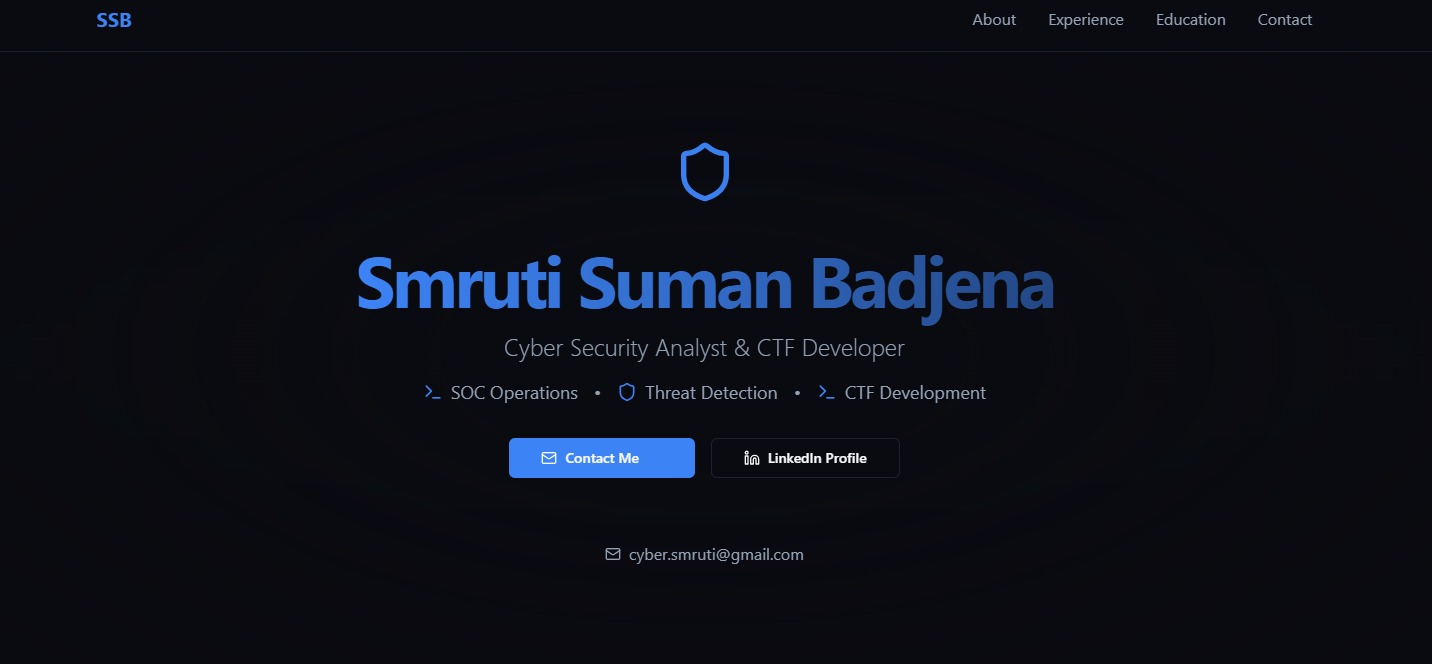 SSB About Experience Education Contact
Smruti Suman Badjena
Cyber Security Analyst & CTF Developer
SOC Operations • Threat Detection • CTF Development
Contact Me LinkedIn Profile
cyber.smruti@gmail.com